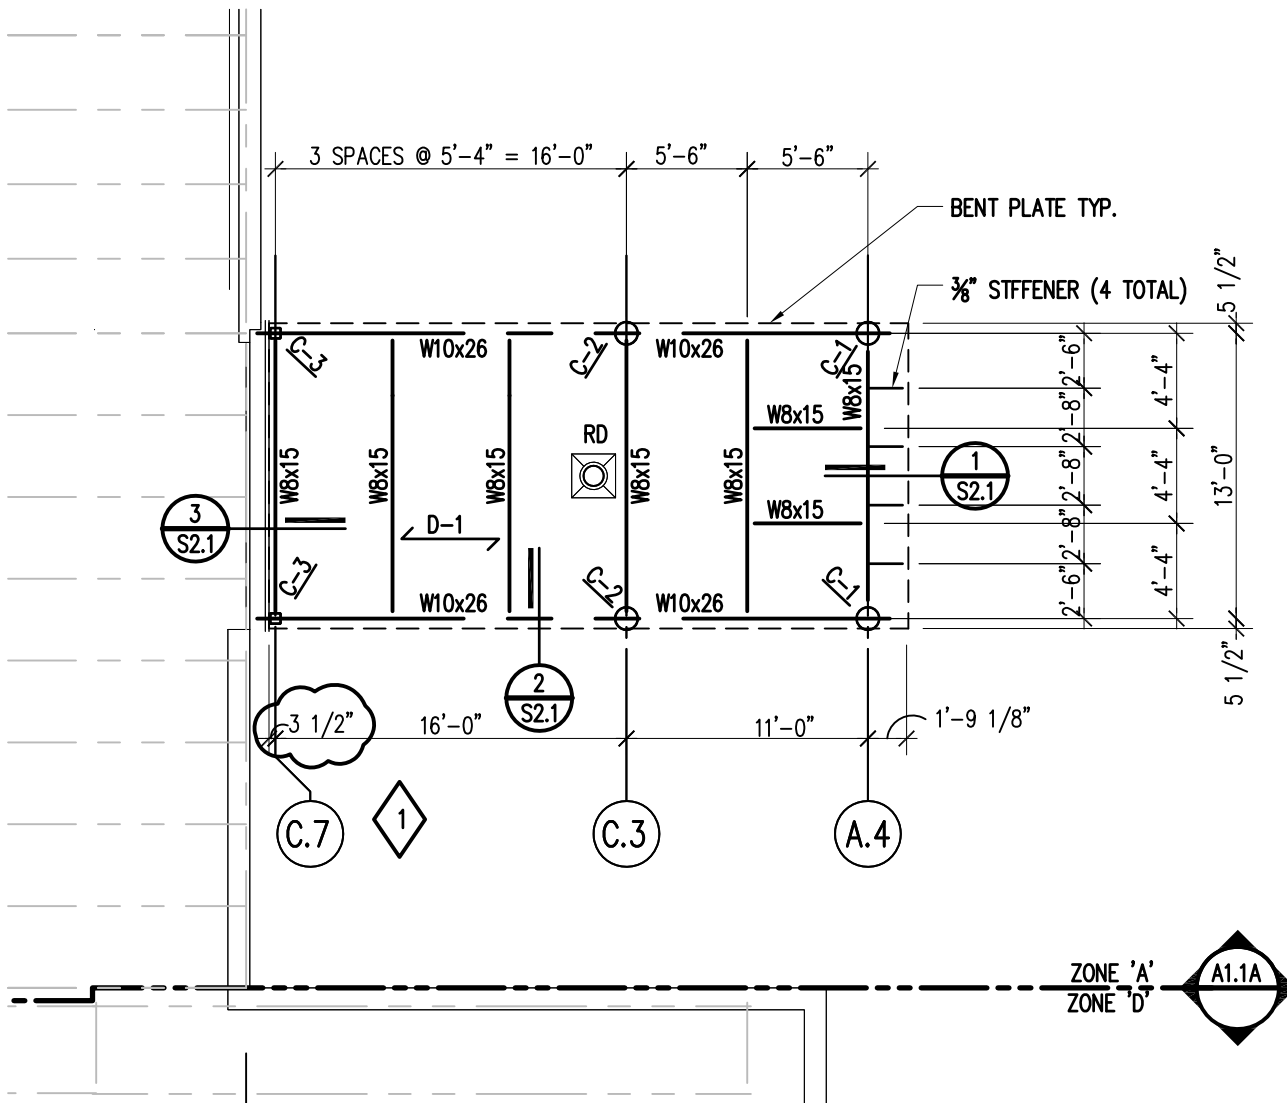 3 SPACES @ 5'-4" = 16'-0"
5'-6"
5'-6"
BENT PLATE TYP.
3/8" STFFENER (4 TOTAL)
5 1/2"
C-3
W10x26
C-2
W10x26
C-1
W8x15
2'-6"
2'-8"
2'-8"
2'-8"
2'-8"
2'-6"
4'-4"
4'-4"
4'-4"
13'-0"
W8x15
RD
W8x15
W8x15
W8x15
W8x15
W8x15
1
S2.1
W8x15
3
S2.1
D-1
C-3
C-2
C-1
W10x26
W10x26
5 1/2"
2
S2.1
3 1/2"
16'-0"
11'-0"
1'-9 1/8"
C.7
1
C.3
A.4
ZONE 'A'
A1.1A
ZONE 'D'